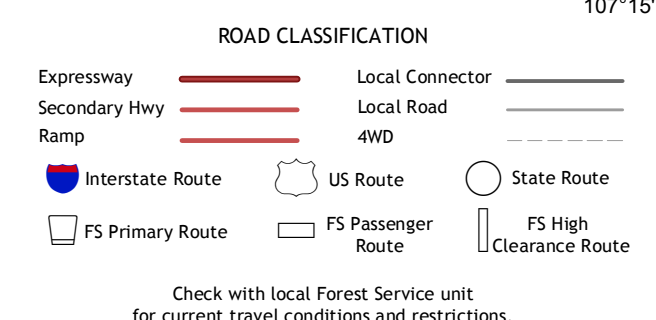 107°15'
ROAD CLASSIFICATION
Expressway
Local Connector
Secondary Hwy
Local Road
Ramp
4WD
Interstate Route
US Route
State Route
FS Primary Route
FS Passenger
Route
FS High
Clearance Route
Check with local Forest Service unit
for current travel conditions and restrictions.